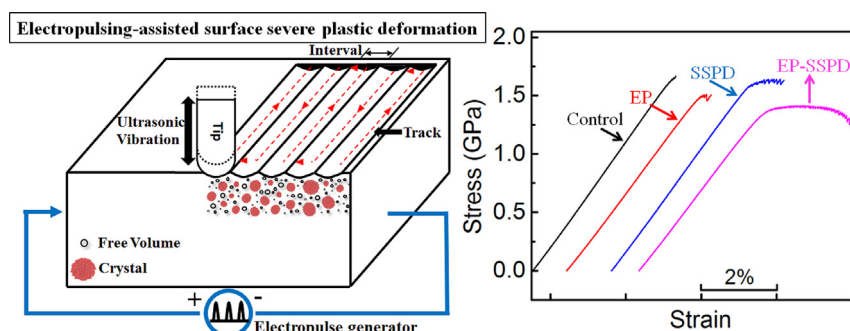 Electropulsing-assisted surface severe plastic deformation
Interval
Ultrasonic
Vibration
Tip
Track
Free Volume
Crystal
+ -
Electropulse generator
2.0
1.5
1.0
0.5
0.0
Stress (GPa)
Control
EP
SSPD
EP-SSPD
2%
Strain